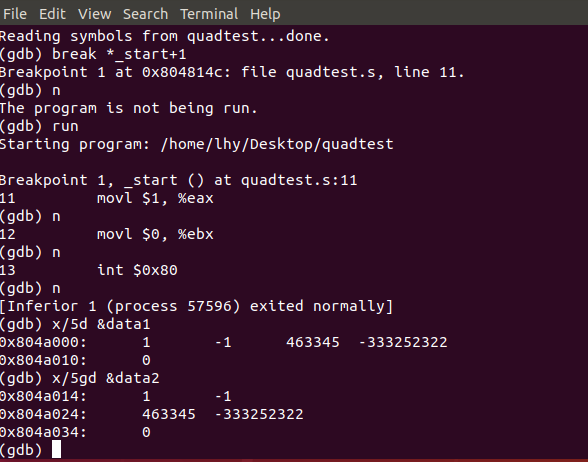 File Edit View Search Terminal Help
Reading symbols from quadtest...done.
(gdb) break *_start+1
Breakpoint 1 at 0x804814c: file quadtest.s, line 11.
(gdb) n
The program is not being run.
(gdb) run
Starting program: /home/lhy/Desktop/quadtest
Breakpoint 1, _start () at quadtest.s:11
11 movl $1, %eax
(gdb) n
12 movl $0, %ebx
(gdb) n
13 int $0x80
(gdb) n
[Inferior 1 (process 57596) exited normally]
(gdb) x/5d &data1
0x804a000: 1 -1 463345 -333252322
0x804a010: 0
(gdb) x/5gd &data2
0x804a014: 1 -1
0x804a024: 463345 -333252322
0x804a034: 0
(gdb)